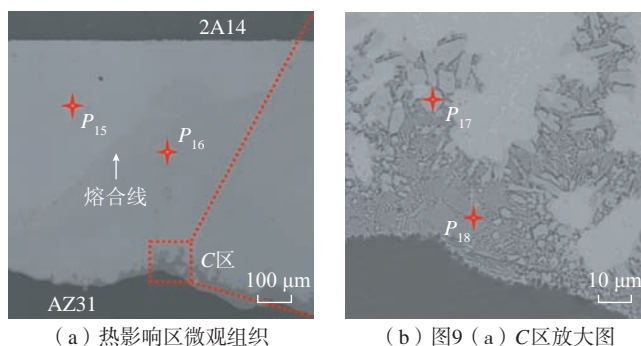 2A14
P15
P16
熔合线
C区
100 μm
AZ31
（a）热影响区微观组织
P17
P18
10 μm
（b）图9（a）C区放大图